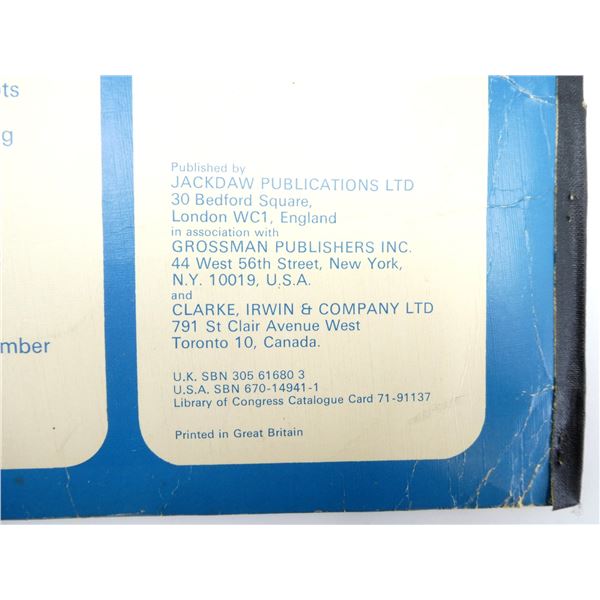 ts
g
mber
Published by
JACKDAW PUBLICATIONS LTD
30 Bedford Square,
London WC1, England
in association with
GROSSMAN PUBLISHERS INC.
44 West 56th Street, New York,
N.Y. 10019, U.S.A.
and
CLARKE, IRWIN & COMPANY LTD
791 St Clair Avenue West
Toronto 10, Canada.
U.K. SBN 305 61680 3
U.S.A. SBN 670-14941-1
Library of Congress Catalogue Card 71-91137
Printed in Great Britain